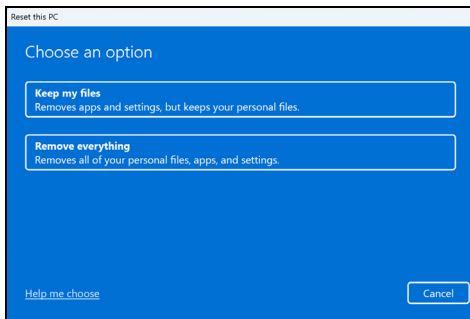 Reset this PC
Choose an option
Keep my files
Removes apps and settings, but keeps your personal files.
Remove everything
Removes all of your personal files, apps, and settings.
Help me choose
Cancel